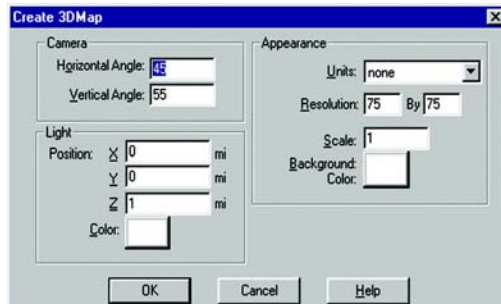 Create 3DMap
Camera
Horizontal Angle: 45
Vertical Angle: 55
Light
Position: X 0 mi
Y 0 mi
Z 1 mi
Color:
Appearance
Units: none
Resolution: 75 By 75
Scale: 1
Background
Color:
OK Cancel Help